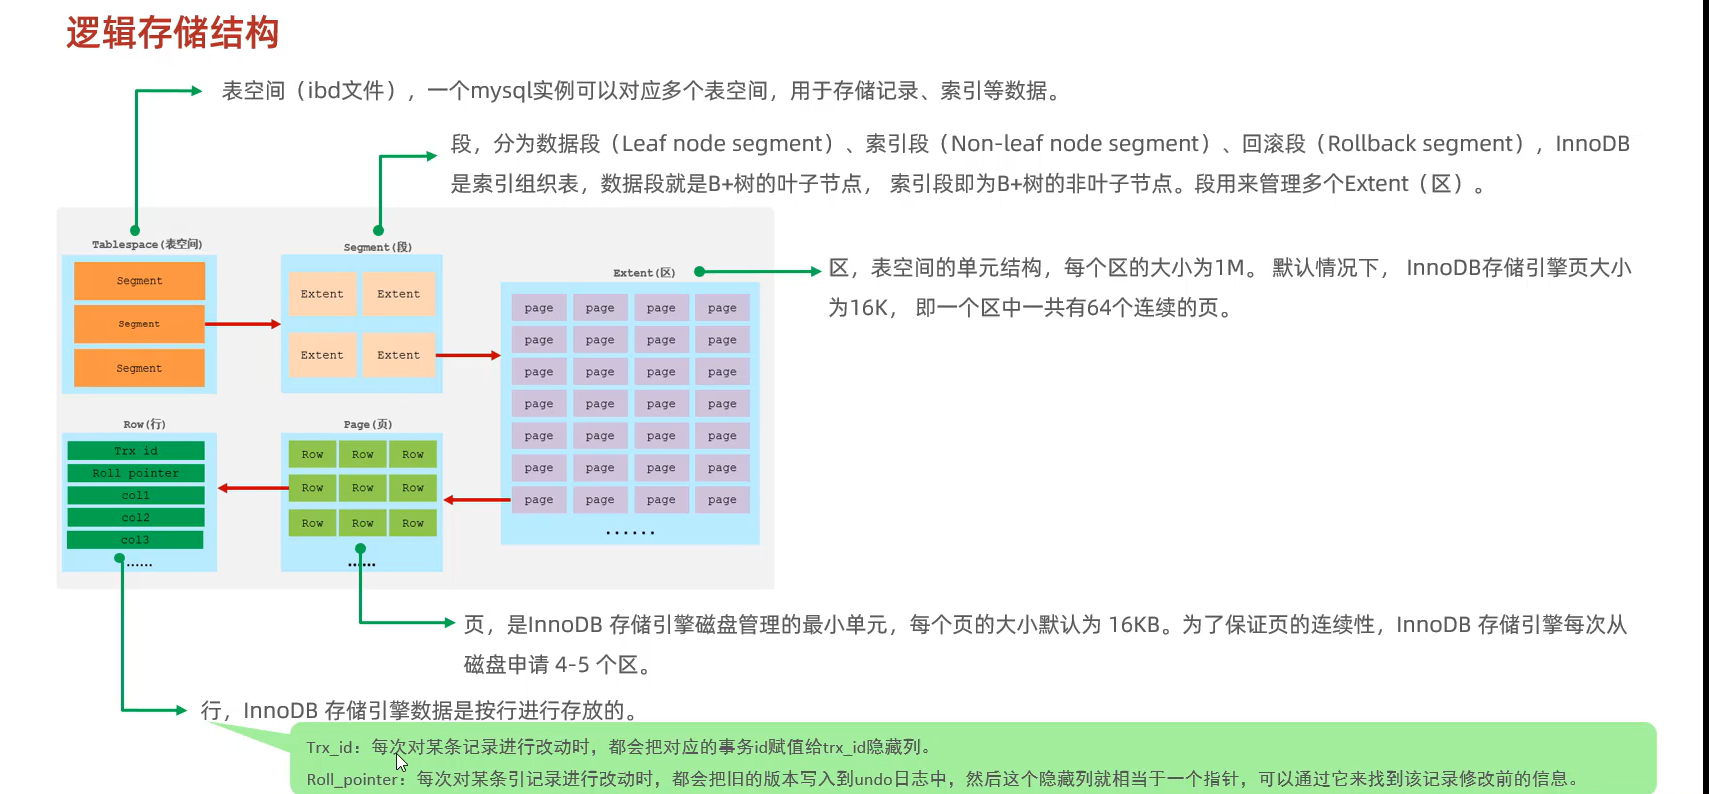 逻辑存储结构
表空间（ibd文件），一个mysql实例可以对应多个表空间，用于存储记录、索引等数据。
段，分为数据段（Leaf node segment）、索引段（Non-leaf node segment）、回滚段（Rollback segment），InnoDB
是索引组织表，数据段就是B+树的叶子节点， 索引段即为B+树的非叶子节点。段用来管理多个Extent（区）。
Tablespace(表空间)
Segment
Segment
Segment
Segment(段)
Extent Extent
Extent Extent
Extent(区)
page page page page
page page page page
page page page page
page page page page
page page page page
page page page page
page page page page
......
区，表空间的单元结构，每个区的大小为1M。 默认情况下， InnoDB存储引擎页大小
为16K， 即一个区中一共有64个连续的页。
Row(行)
Trx id
Roll pointer
col1
col2
col3
......
Page(页)
Row Row Row
Row Row Row
Row Row Row
......
页，是InnoDB 存储引擎磁盘管理的最小单元，每个页的大小默认为 16KB。为了保证页的连续性，InnoDB 存储引擎每次从
磁盘申请 4-5 个区。
行，InnoDB 存储引擎数据是按行进行存放的。
Trx_id：每次对某条记录进行改动时，都会把对应的事务id赋值给trx_id隐藏列。
Roll_pointer：每次对某条引记录进行改动时，都会把旧的版本写入到undo日志中，然后这个隐藏列就相当于一个指针，可以通过它来找到该记录修改前的信息。